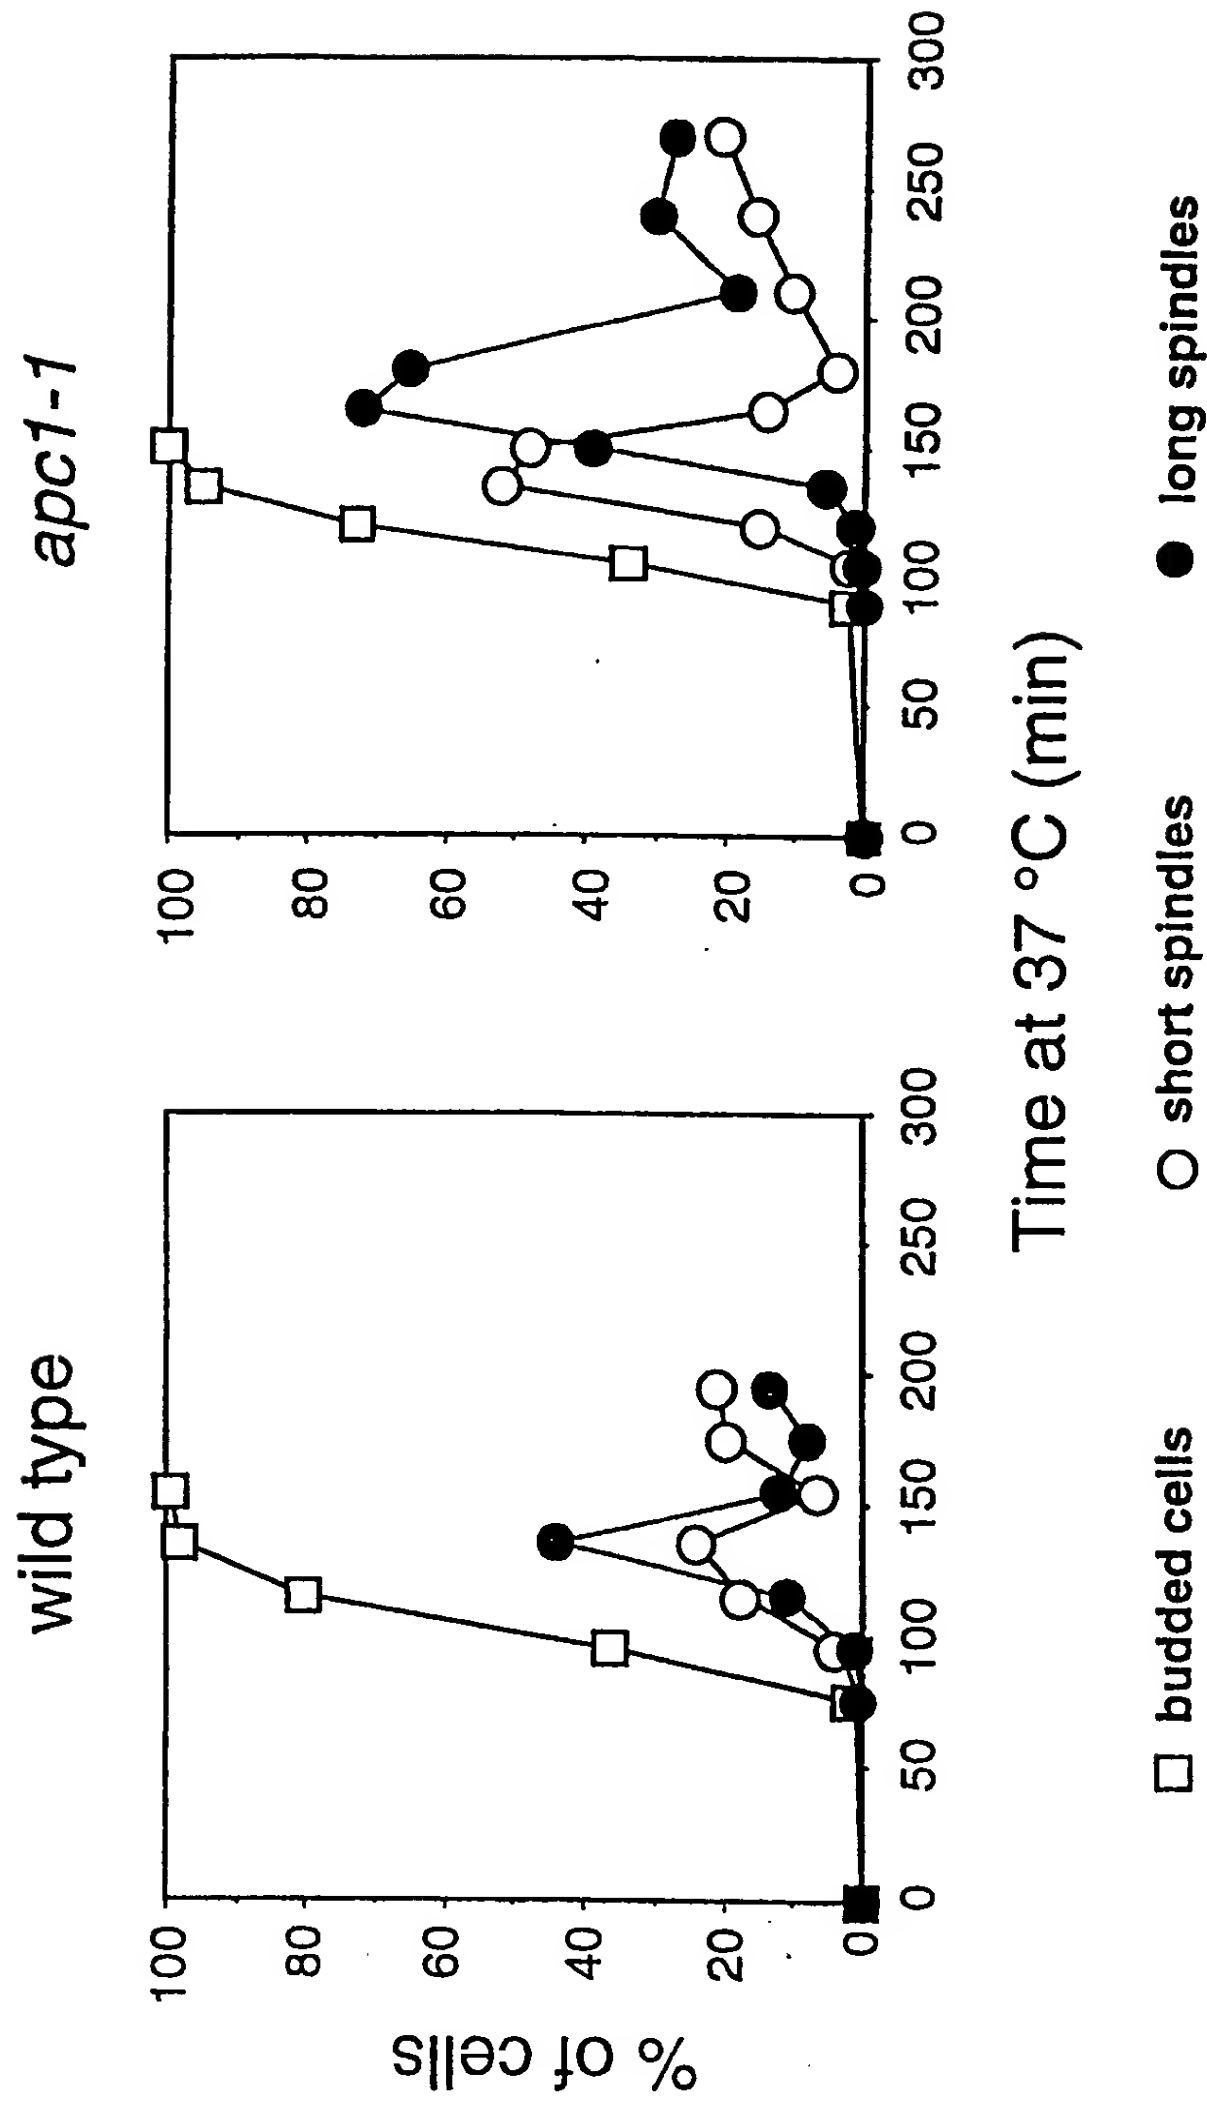 wild type
apc1-1
% of cells
100
80
60
40
20
0
0 50 100 150 200 250 300
100
80
60
40
20
0
0 50 100 150 200 250 300
Time at 37 °C (min)
budded cells
short spindles
long spindles